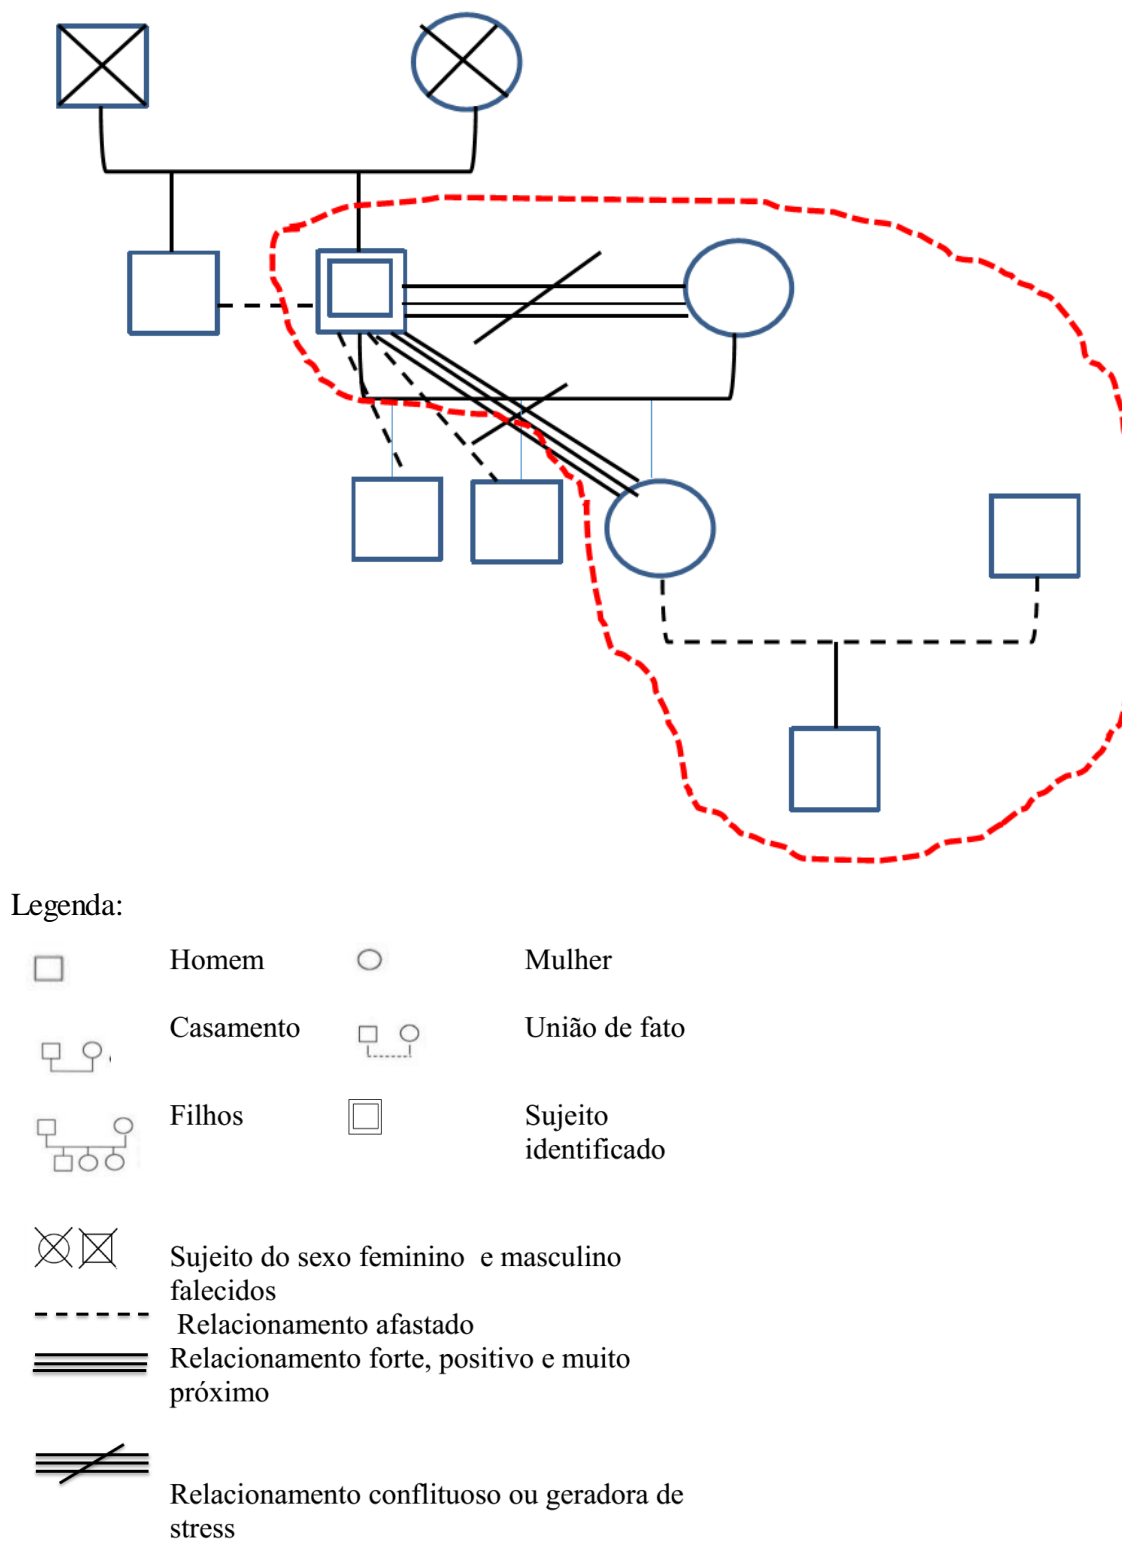 Legenda:
Homem
Mulher
Casamento
União de fato
Filhos
Sujeito
identificado
Sujeito do sexo feminino e masculino
falecidos
Relacionamento afastado
Relacionamento forte, positivo e muito
próximo
Relacionamento conflituoso ou geradora de
stress